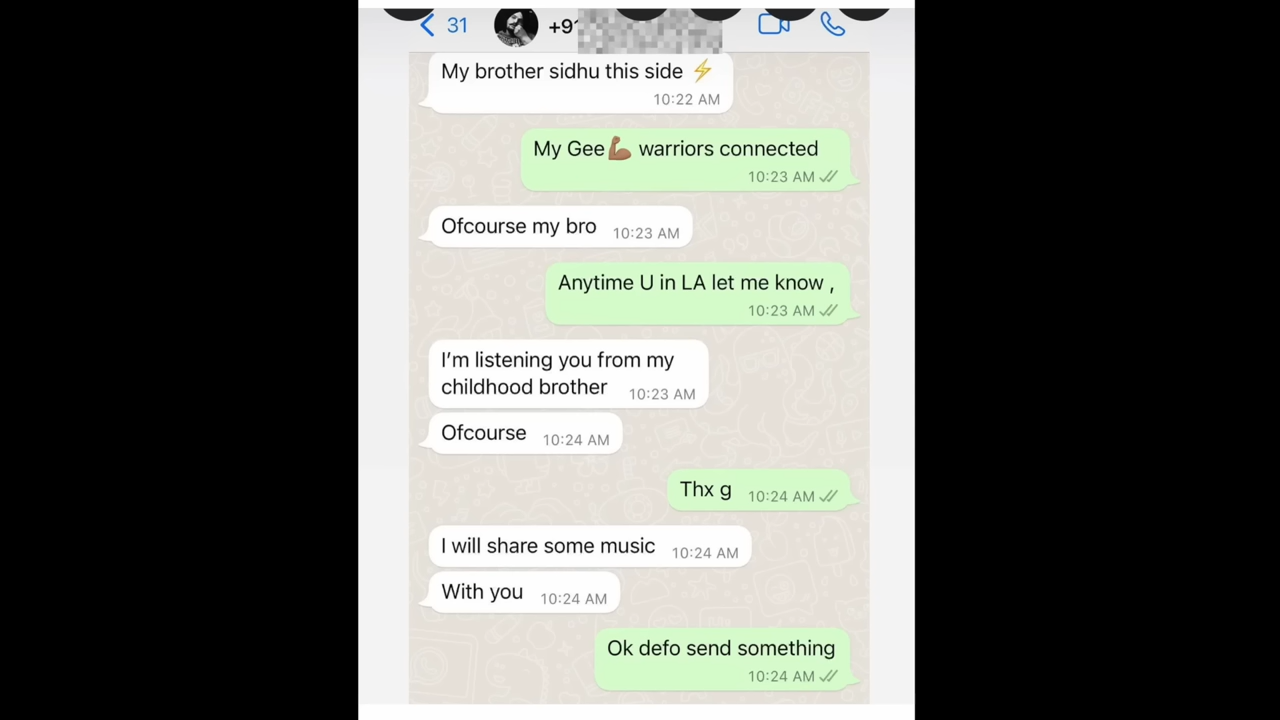 31 +91
My brother sidhu this side ⚡
10:22 AM
My Gee💪🏽 warriors connected
10:23 AM
Ofcourse my bro 10:23 AM
Anytime U in LA let me know ,
10:23 AM
I'm listening you from my
childhood brother 10:23 AM
Ofcourse 10:24 AM
Thx g 10:24 AM
I will share some music 10:24 AM
With you 10:24 AM
Ok defo send something
10:24 AM